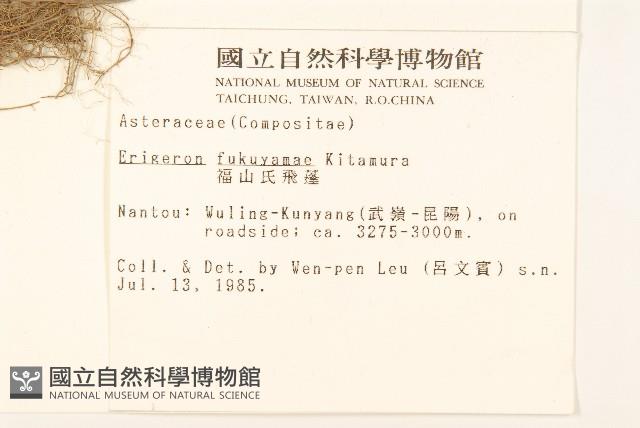 國立自然科學博物館
NATIONAL MUSEUM OF NATURAL SCIENCE
TAICHUNG, TAIWAN, R.O.CHINA
Asteraceae(Compositae)
Erigeron fukuyamae Kitamura
福山氏飛蓬
Nantou: Wuling-Kunyang(武嶺-昆陽), on
roadside; ca. 3275-3000m.
Coll. & Det. by Wen-pen Leu (呂文賓) s.n.
Jul. 13, 1985.
國立自然科學博物館
NATIONAL MUSEUM OF NATURAL SCIENCE